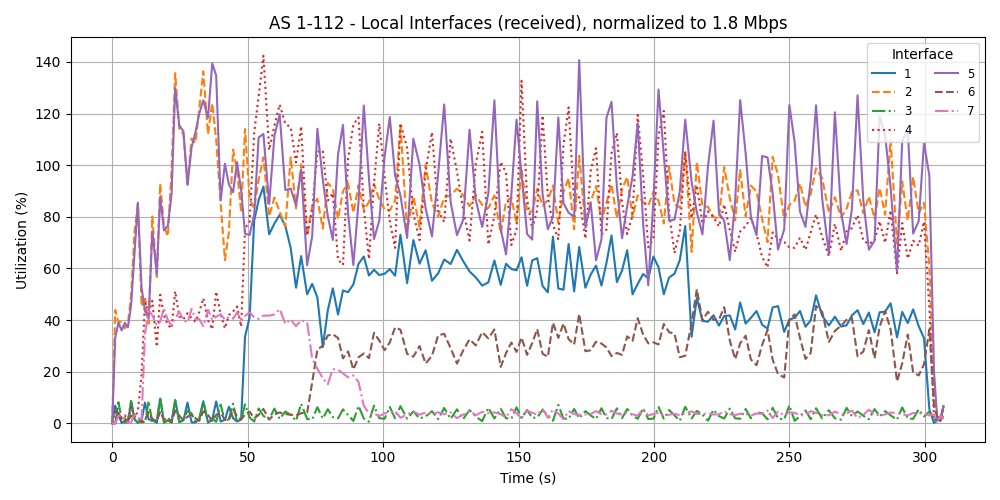 AS 1-112 - Local Interfaces (received), normalized to 1.8 Mbps
Interface
1 5
2 6
3 7
4
Utilization (%)
140
120
100
80
60
40
20
0
0 50 100 150 200 250 300
Time (s)